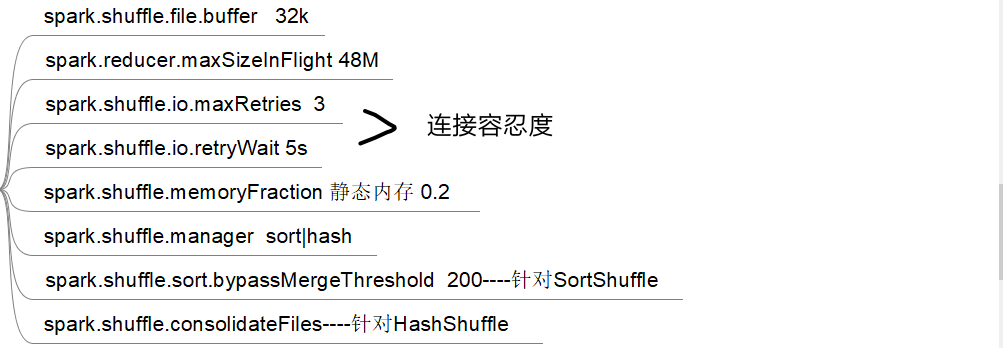 spark.shuffle.file.buffer 32k
spark.reducer.maxSizeInFlight 48M
spark.shuffle.io.maxRetries 3
连接容忍度
spark.shuffle.io.retryWait 5s
spark.shuffle.memoryFraction 静态内存 0.2
spark.shuffle.manager sort|hash
spark.shuffle.sort.bypassMergeThreshold 200----针对SortShuffle
spark.shuffle.consolidateFiles----针对HashShuffle